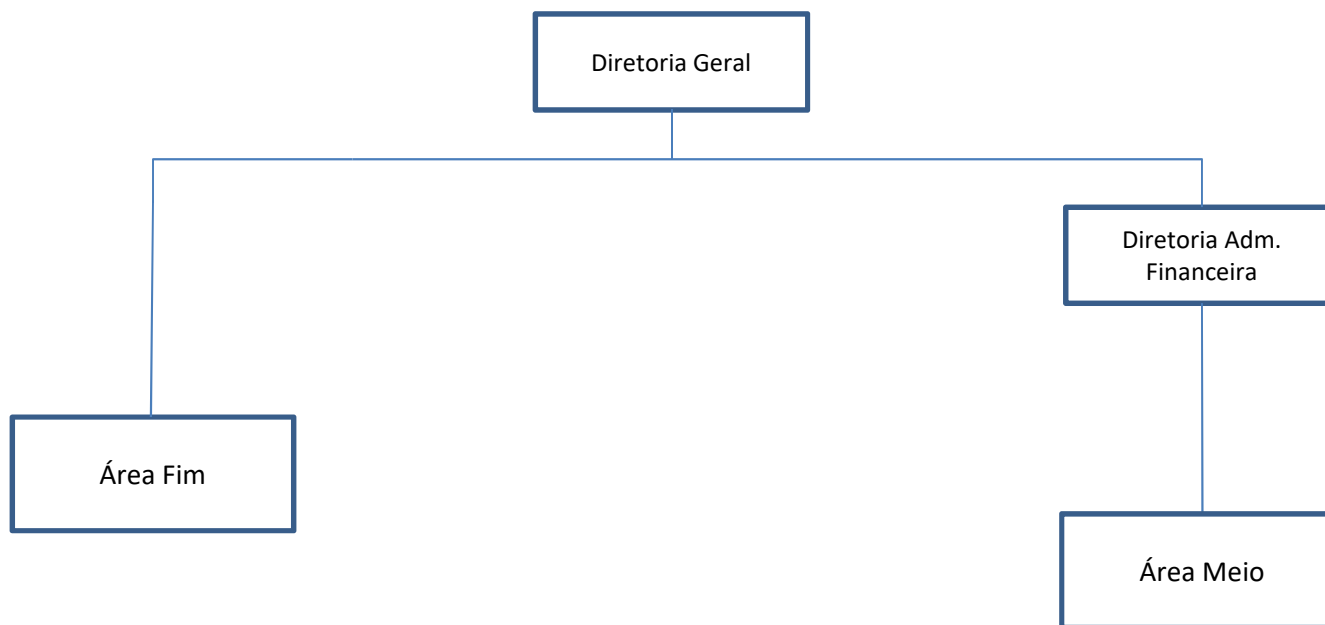 Diretoria Geral
Diretoria Adm.
Financeira
Área Fim
Área Meio